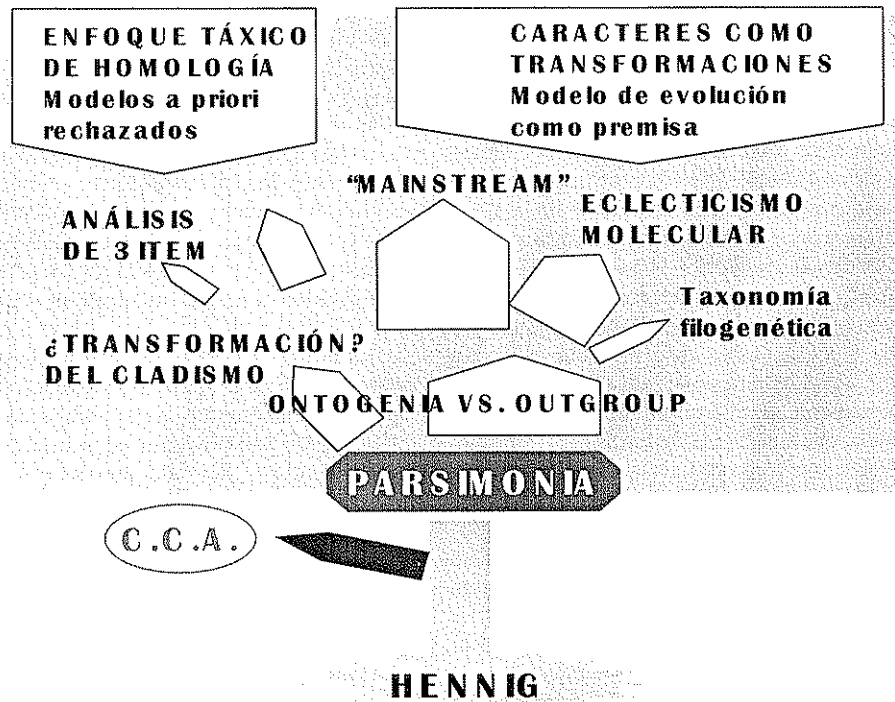 ENFOQUE TÁXICO
DE HOMOLOGÍA
Modelos a priori
rechazados
CARACTERES COMO
TRANSFORMACIONES
Modelo de evolución
como premisa
“MAINSTREAM”
ANÁLISIS
DE 3 ITEM
ECLECTICISMO
MOLECULAR
Taxonomía
filogenética
¿TRANSFORMACIÓN?
DEL CLADISMO
ONTOGENIA VS. OUTGROUP
PARSIMONIA
C.C.A.
HENNIG